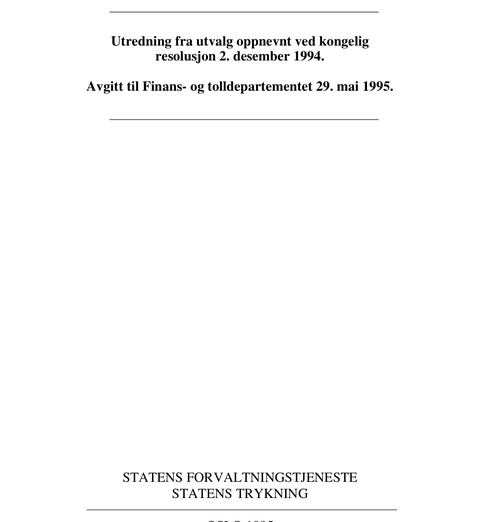 Utredning fra utvalg oppnevnt ved kongelig
resolusjon 2. desember 1994.
Avgitt til Finans- og tolldepartementet 29. mai 1995.
STATENS FORVALTNINGSTJENESTE
STATENS TRYKNING